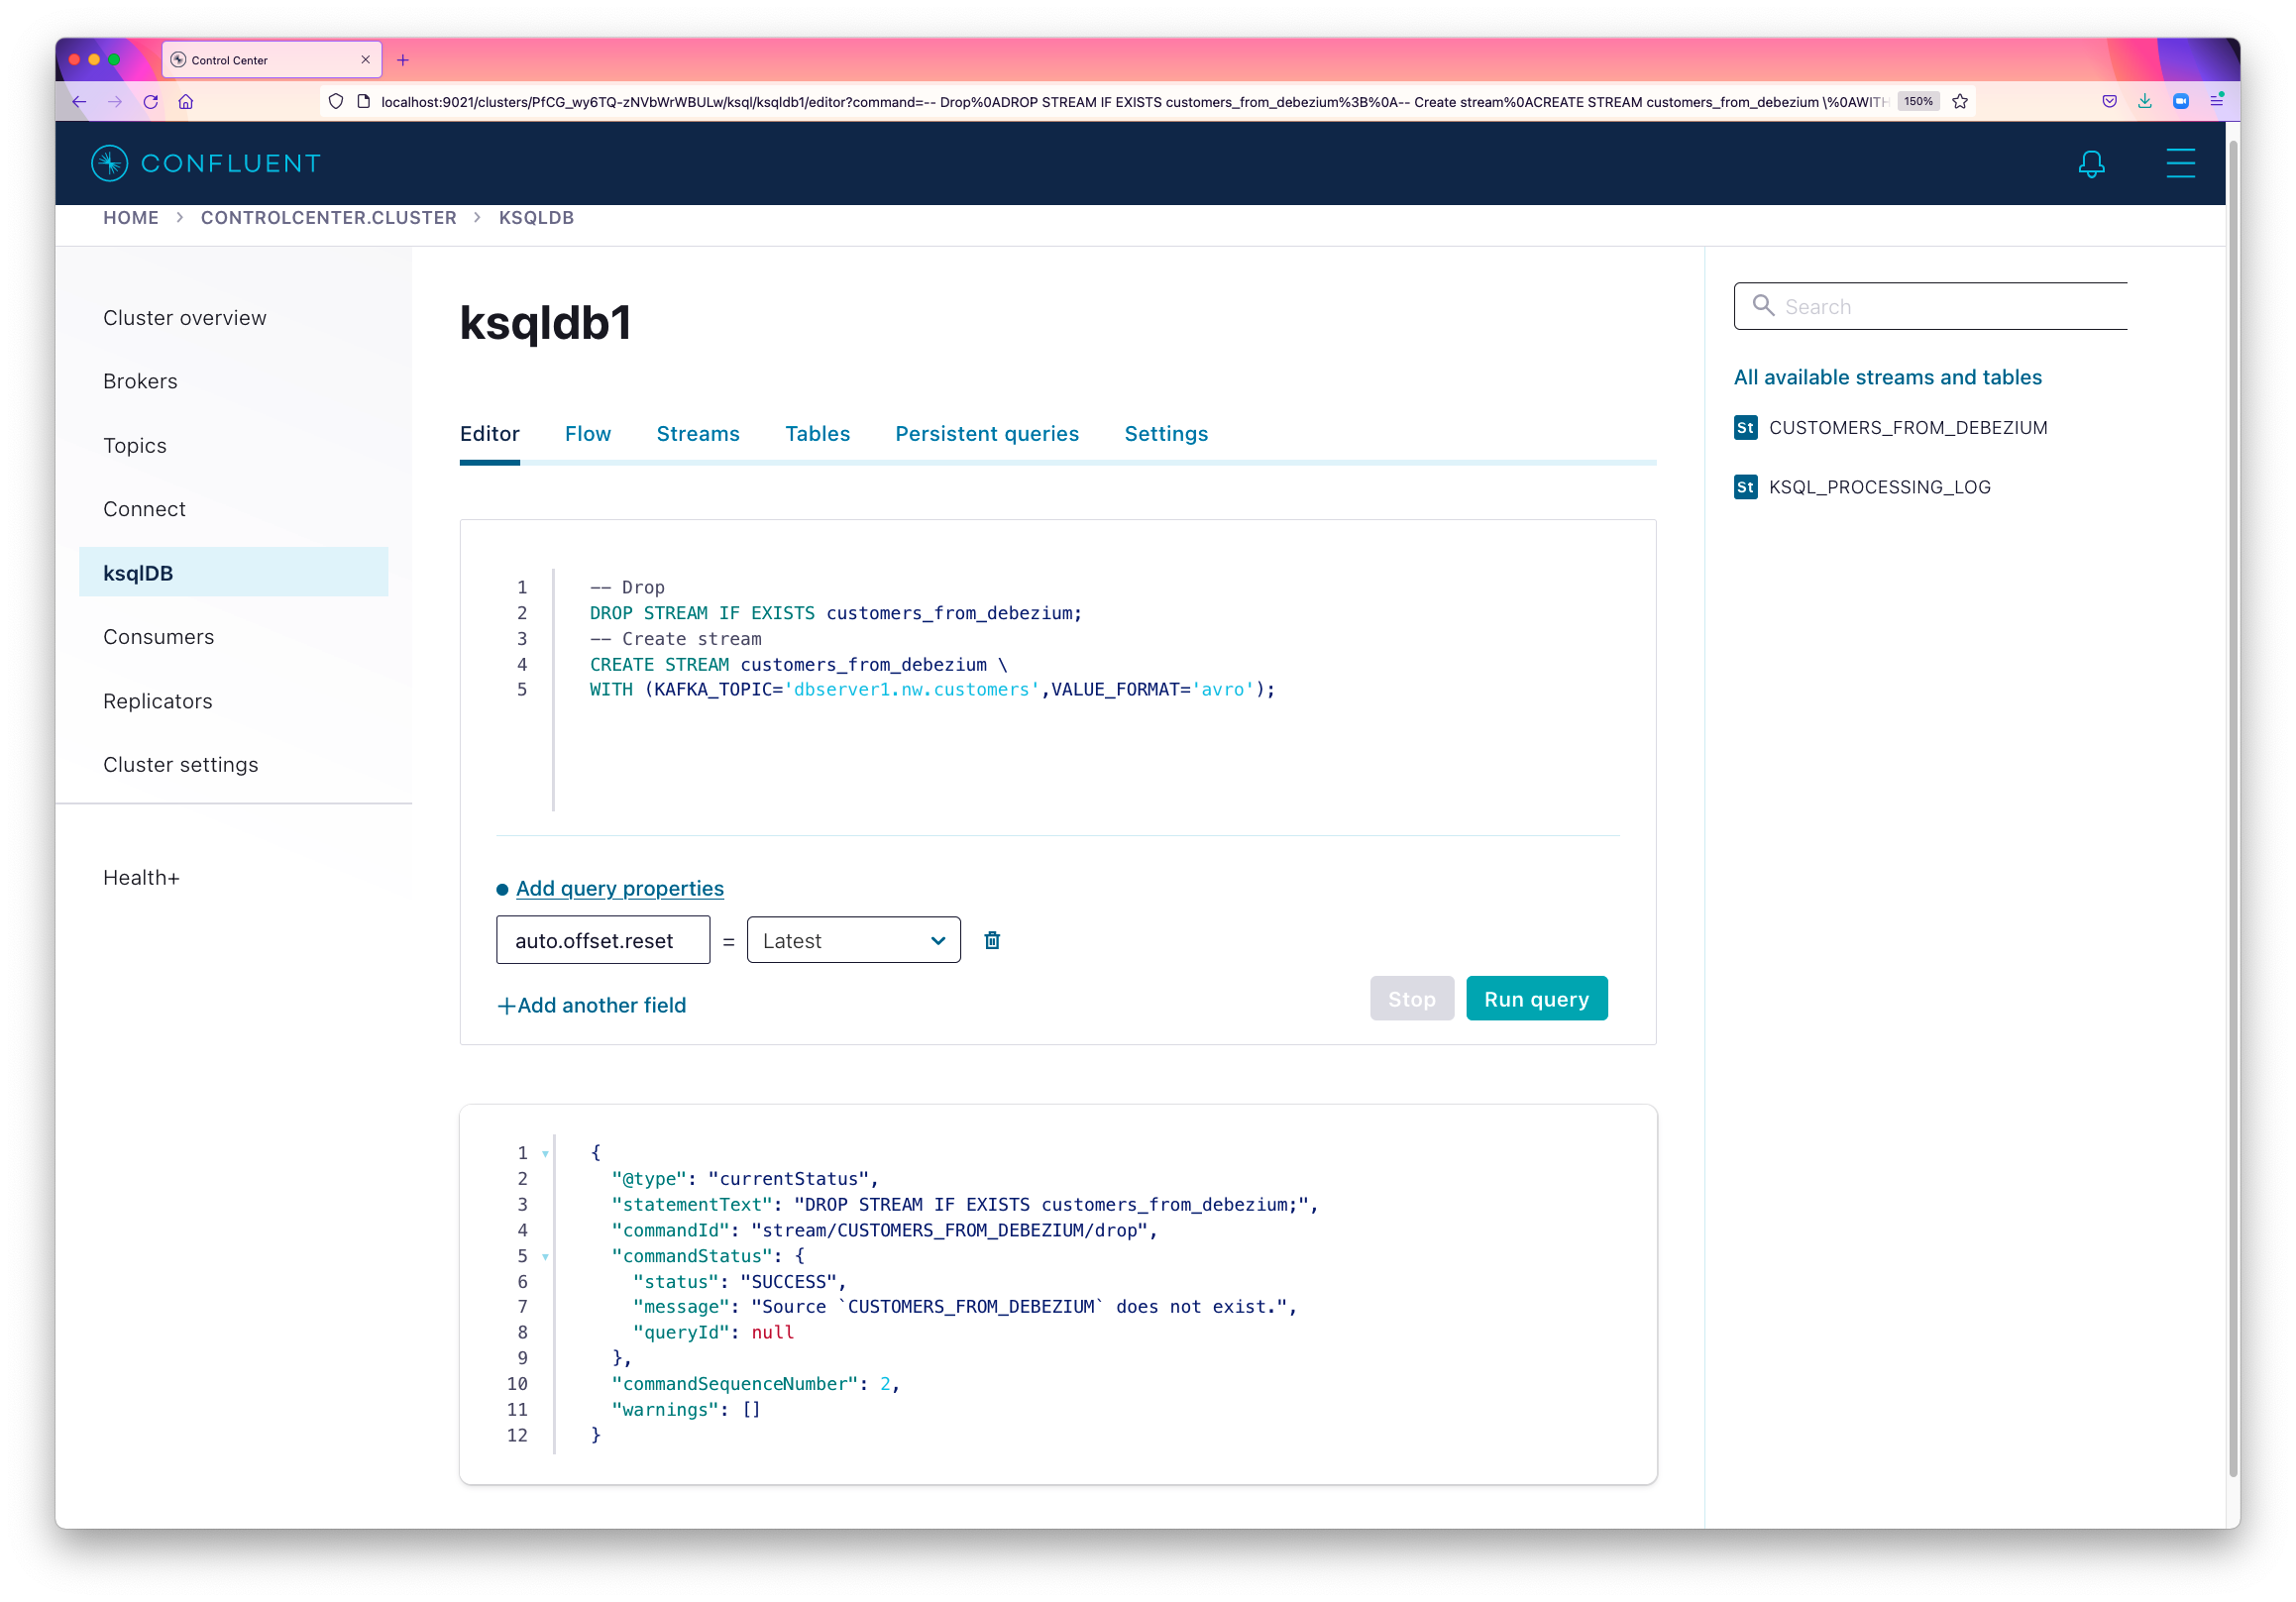 Control Center
localhost:9021/clusters/PfCG_wy6TQ-zNVbWrWBULw/ksql/ksqldb1/editor?command=-- Drop%0ADROP STREAM IF EXISTS customers_from_debezium%3B%0A-- Create stream%0ACREATE STREAM customers_from_debezium \%0AWITH 150%
CONFLUENT
HOME > CONTROLCENTER.CLUSTER > KSQLDB
Cluster overview
Brokers
Topics
Connect
ksqlDB
Consumers
Replicators
Cluster settings
Health+
ksqldb1
Editor Flow Streams Tables Persistent queries Settings
1 -- Drop
2 DROP STREAM IF EXISTS customers_from_debezium;
3 -- Create stream
4 CREATE STREAM customers_from_debezium \
5 WITH (KAFKA_TOPIC='dbserver1.nw.customers',VALUE_FORMAT='avro');
Add query properties
auto.offset.reset = Latest
+Add another field
Stop Run query
1 {
2 "@type": "currentStatus",
3 "statementText": "DROP STREAM IF EXISTS customers_from_debezium;",
4 "commandId": "stream/CUSTOMERS_FROM_DEBEZIUM/drop",
5 "commandStatus": {
6 "status": "SUCCESS",
7 "message": "Source `CUSTOMERS_FROM_DEBEZIUM` does not exist.",
8 "queryId": null
9 },
10 "commandSequenceNumber": 2,
11 "warnings": []
12 }
Search
All available streams and tables
St CUSTOMERS_FROM_DEBEZIUM
St KSQL_PROCESSING_LOG